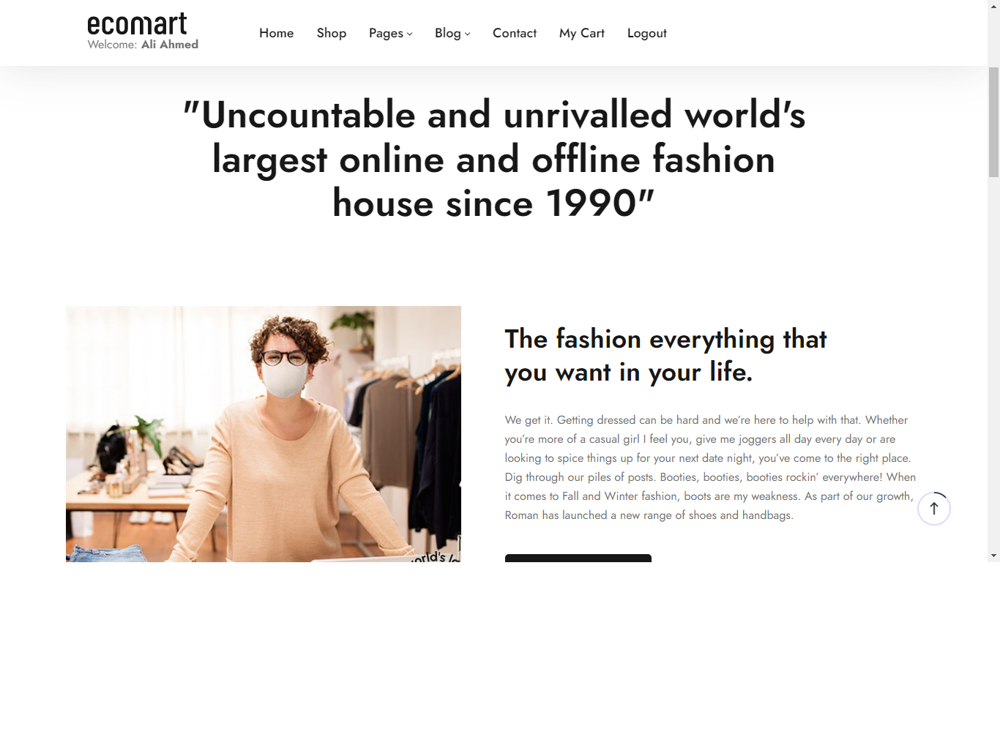 ecomart
Welcome: Ali Ahmed
Home Shop Pages Blog Contact My Cart Logout
"Uncountable and unrivalled world's
largest online and offline fashion
house since 1990"
The fashion everything that
you want in your life.
We get it. Getting dressed can be hard and we’re here to help with that. Whether
you’re more of a casual girl I feel you, give me joggers all day every day or are
looking to spice things up for your next date night, you’ve come to the right place.
Dig through our piles of posts. Booties, booties, booties rockin’ everywhere! When
it comes to Fall and Winter fashion, boots are my weakness. As part of our growth,
Roman has launched a new range of shoes and handbags.